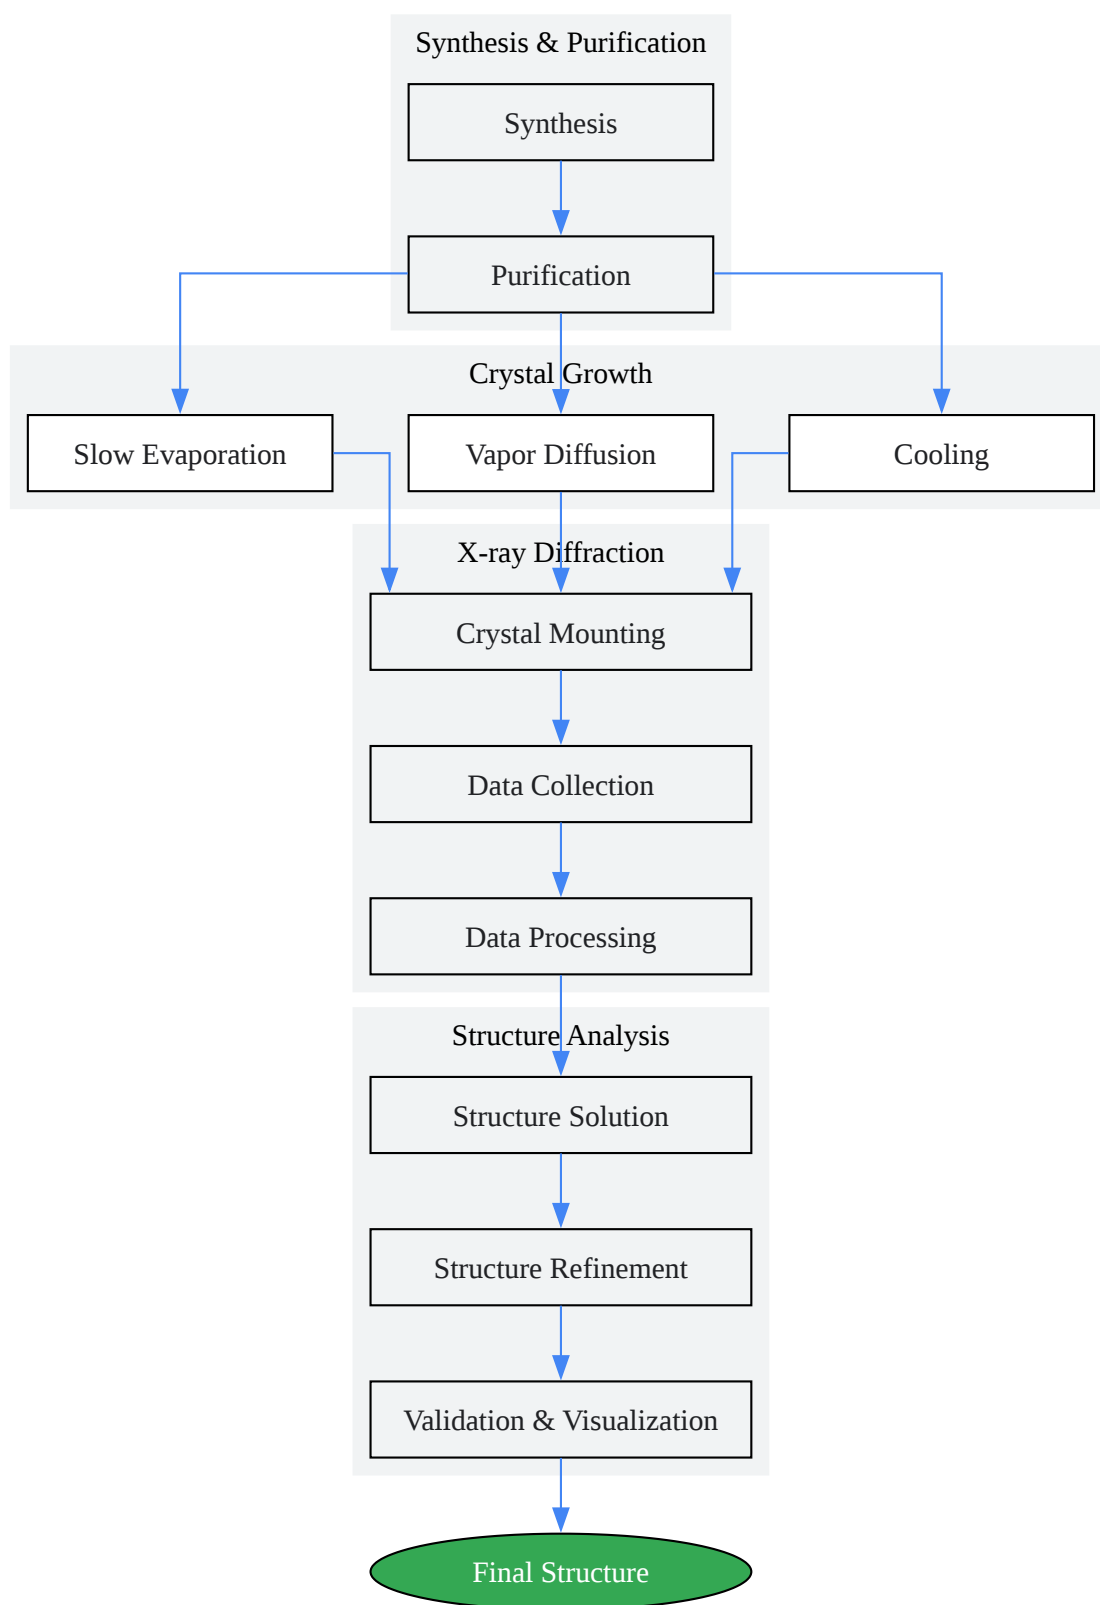 Synthesis & Purification
Synthesis
Purification
Crystal Growth
Slow Evaporation
Vapor Diffusion
Cooling
X-ray Diffraction
Crystal Mounting
Data Collection
Data Processing
Structure Analysis
Structure Solution
Structure Refinement
Validation & Visualization
Final Structure